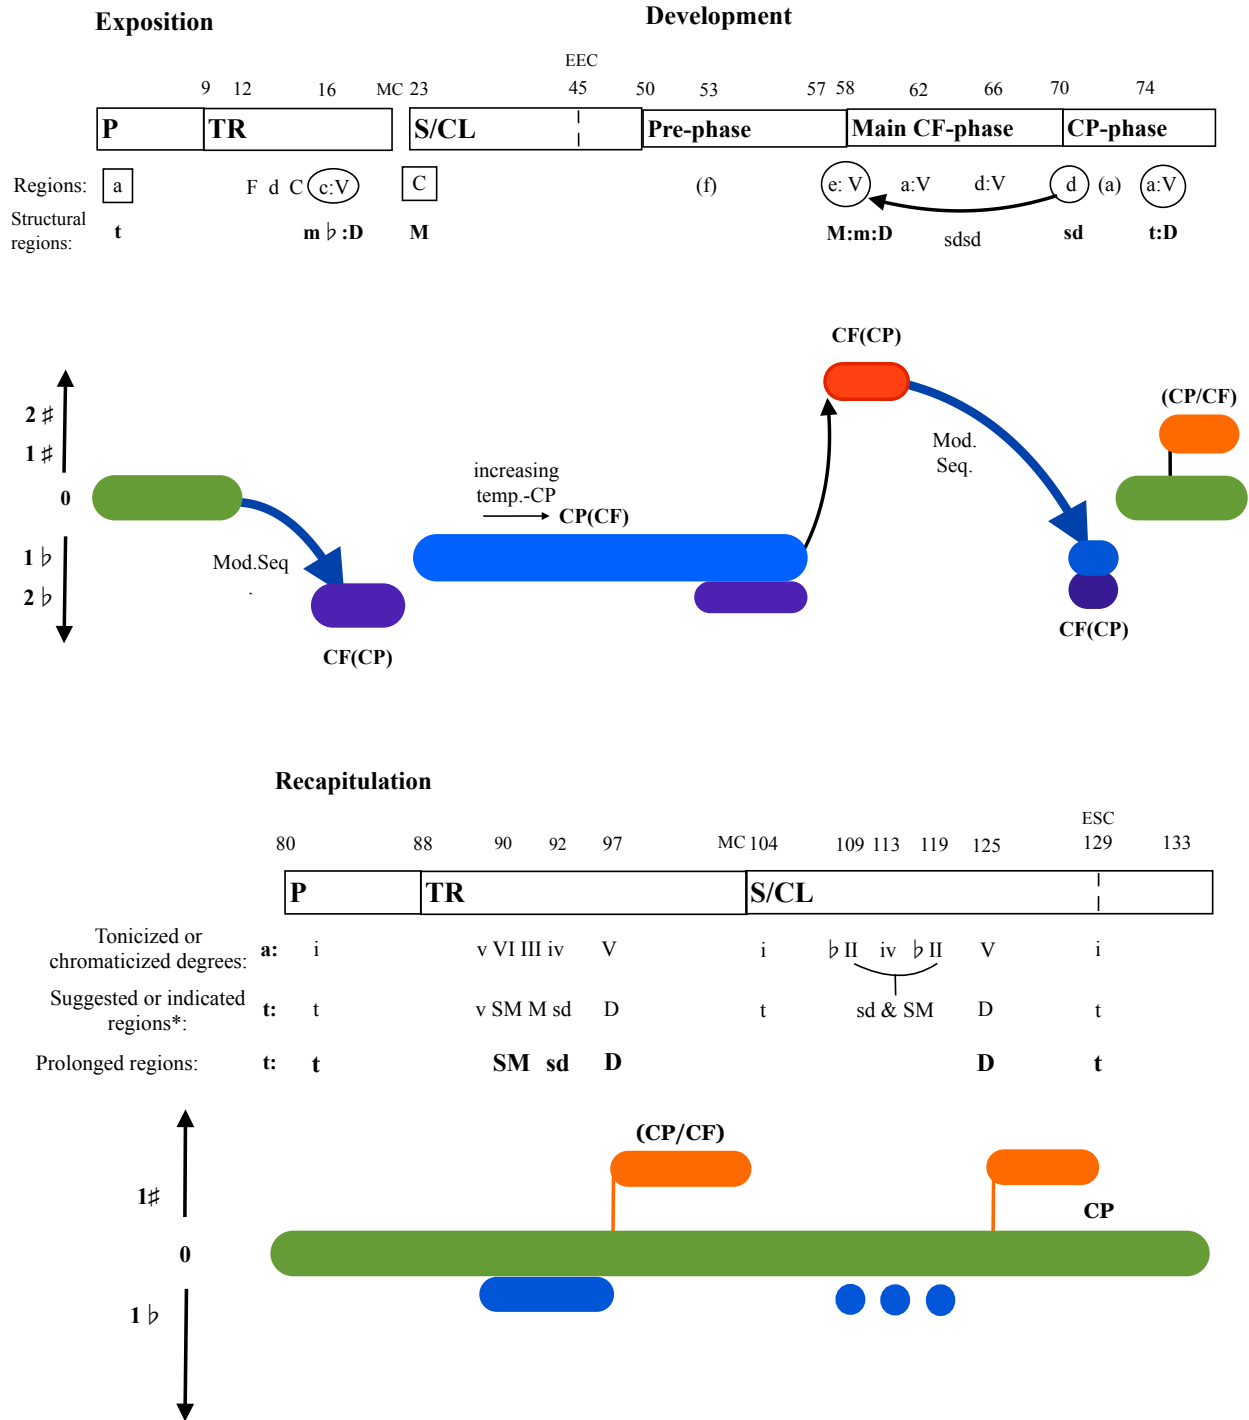 Exposition
Development
EEC
9 12 16 MC 23 45 50 53 57 58 62 66 70 74
P TR S/CL Pre-phase Main CF-phase CP-phase
Regions: a F d C c:V C (f) e: V a:V d:V d (a) a:V
Structural
regions: t m♭:D M M:m:D sdsd sd t:D
CF(CP)
(CP/CF)
2♯
1♯
Mod.
Seq.
increasing
temp.-CP
0
CP(CF)
1♭
Mod.Seq
.
2♭
CF(CP)
CF(CP)
Recapitulation
ESC
80 88 90 92 97 MC 104 109 113 119 125 129 133
P TR S/CL
Tonicized or
chromaticized degrees: a: i v VI III iv V i ♭II iv ♭II V i
Suggested or indicated
regions*: t: t v SM M sd D t sd & SM D t
Prolonged regions: t: t SM sd D D t
(CP/CF)
1♯
CP
0
1♭